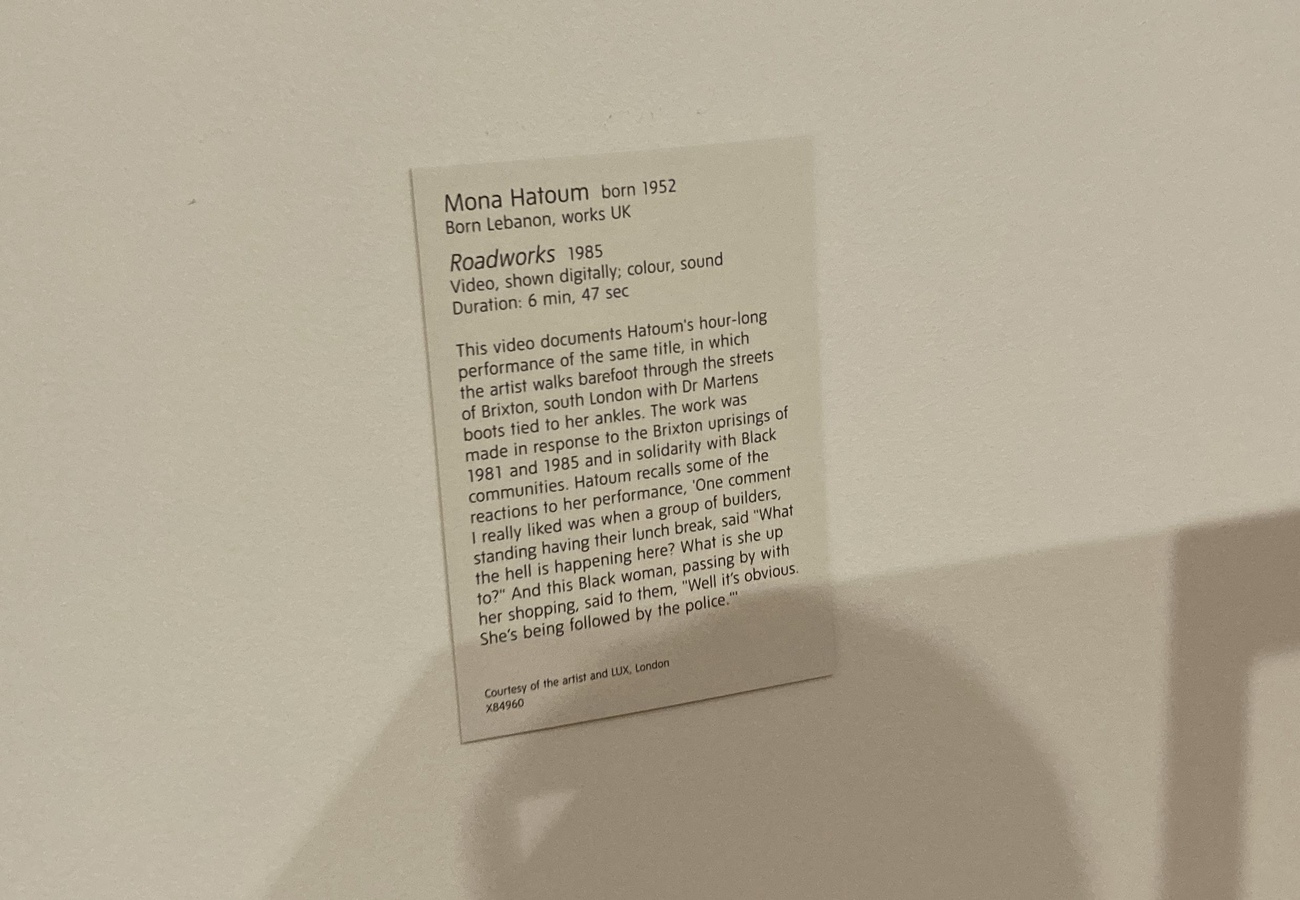 Mona Hatoum born 1952
Born Lebanon, works UK
Roadworks 1985
Video, shown digitally; colour, sound
Duration: 6 min, 47 sec
This video documents Hatoum's hour-long
performance of the same title, in which
the artist walks barefoot through the streets
of Brixton, south London with Dr Martens
boots tied to her ankles. The work was
made in response to the Brixton uprisings of
1981 and 1985 and in solidarity with Black
communities. Hatoum recalls some of the
reactions to her performance, 'One comment
I really liked was when a group of builders,
standing having their lunch break, said "What
the hell is happening here? What is she up
to?" And this Black woman, passing by with
her shopping, said to them, "Well it's obvious.
She's being followed by the police."'
Courtesy of the artist and LUX, London
X84960